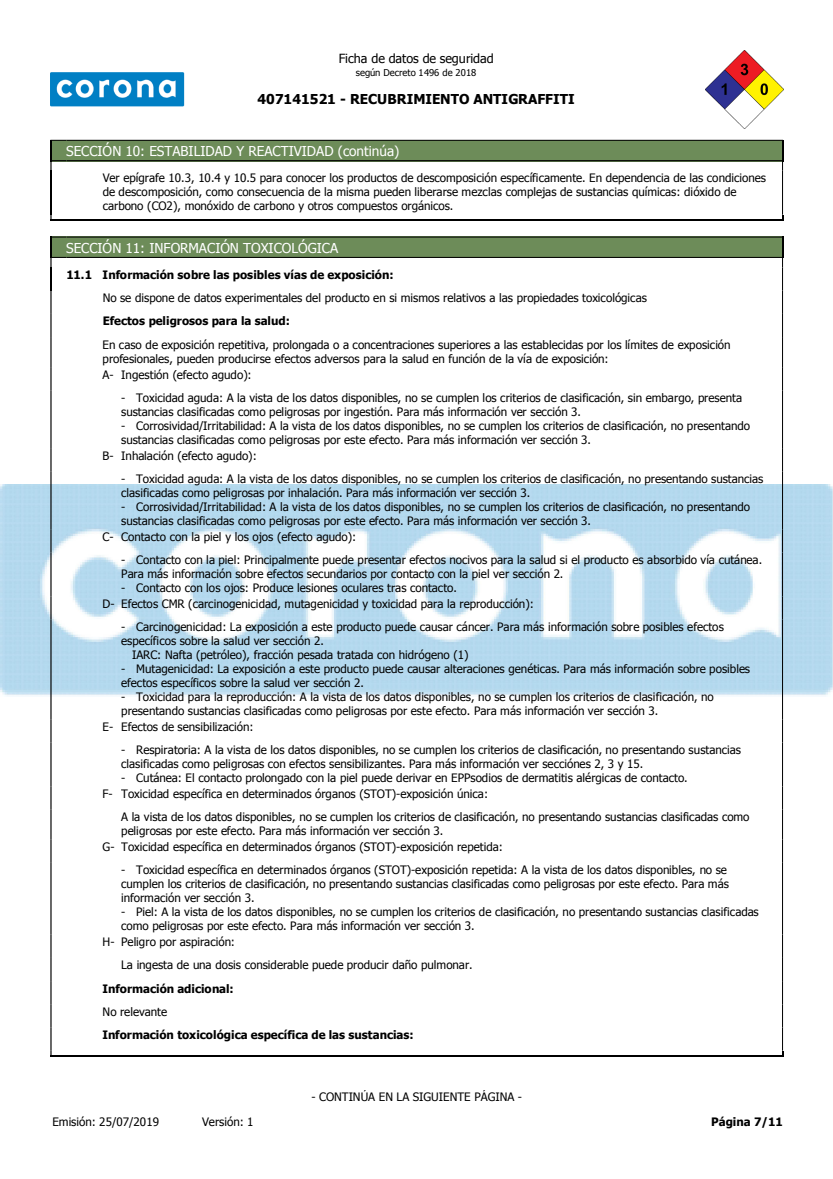 Ficha de datos de seguridad
según Decreto 1496 de 2018
corona
407141521 - RECUBRIMIENTO ANTIGRAFFITI
3
1
0
SECCIÓN 10: ESTABILIDAD Y REACTIVIDAD (continúa)
Ver epígrafe 10.3, 10.4 y 10.5 para conocer los productos de descomposición específicamente. En dependencia de las condiciones
de descomposición, como consecuencia de la misma pueden liberarse mezclas complejas de sustancias químicas: dióxido de
carbono (CO2), monóxido de carbono y otros compuestos orgánicos.
SECCIÓN 11: INFORMACIÓN TOXICOLÓGICA
11.1 Información sobre las posibles vías de exposición:
No se dispone de datos experimentales del producto en si mismos relativos a las propiedades toxicológicas
Efectos peligrosos para la salud:
En caso de exposición repetitiva, prolongada o a concentraciones superiores a las establecidas por los límites de exposición
profesionales, pueden producirse efectos adversos para la salud en función de la vía de exposición:
A- Ingestión (efecto agudo):
- Toxicidad aguda: A la vista de los datos disponibles, no se cumplen los criterios de clasificación, sin embargo, presenta
sustancias clasificadas como peligrosas por ingestión. Para más información ver sección 3.
- Corrosividad/Irritabilidad: A la vista de los datos disponibles, no se cumplen los criterios de clasificación, no presentando
sustancias clasificadas como peligrosas por este efecto. Para más información ver sección 3.
B- Inhalación (efecto agudo):
- Toxicidad aguda: A la vista de los datos disponibles, no se cumplen los criterios de clasificación, no presentando sustancias
clasificadas como peligrosas por inhalación. Para más información ver sección 3.
- Corrosividad/Irritabilidad: A la vista de los datos disponibles, no se cumplen los criterios de clasificación, no presentando
sustancias clasificadas como peligrosas por este efecto. Para más información ver sección 3.
C- Contacto con la piel y los ojos (efecto agudo):
- Contacto con la piel: Principalmente puede presentar efectos nocivos para la salud si el producto es absorbido vía cutánea.
Para más información sobre efectos secundarios por contacto con la piel ver sección 2.
- Contacto con los ojos: Produce lesiones oculares tras contacto.
D- Efectos CMR (carcinogenicidad, mutagenicidad y toxicidad para la reproducción):
- Carcinogenicidad: La exposición a este producto puede causar cáncer. Para más información sobre posibles efectos
específicos sobre la salud ver sección 2.
IARC: Nafta (petróleo), fracción pesada tratada con hidrógeno (1)
- Mutagenicidad: La exposición a este producto puede causar alteraciones genéticas. Para más información sobre posibles
efectos específicos sobre la salud ver sección 2.
- Toxicidad para la reproducción: A la vista de los datos disponibles, no se cumplen los criterios de clasificación, no
presentando sustancias clasificadas como peligrosas por este efecto. Para más información ver sección 3.
E- Efectos de sensibilización:
- Respiratoria: A la vista de los datos disponibles, no se cumplen los criterios de clasificación, no presentando sustancias
clasificadas como peligrosas con efectos sensibilizantes. Para más información ver secciónes 2, 3 y 15.
- Cutánea: El contacto prolongado con la piel puede derivar en EPPsodios de dermatitis alérgicas de contacto.
F- Toxicidad específica en determinados órganos (STOT)-exposición única:
A la vista de los datos disponibles, no se cumplen los criterios de clasificación, no presentando sustancias clasificadas como
peligrosas por este efecto. Para más información ver sección 3.
G- Toxicidad específica en determinados órganos (STOT)-exposición repetida:
- Toxicidad específica en determinados órganos (STOT)-exposición repetida: A la vista de los datos disponibles, no se
cumplen los criterios de clasificación, no presentando sustancias clasificadas como peligrosas por este efecto. Para más
información ver sección 3.
- Piel: A la vista de los datos disponibles, no se cumplen los criterios de clasificación, no presentando sustancias clasificadas
como peligrosas por este efecto. Para más información ver sección 3.
H- Peligro por aspiración:
La ingesta de una dosis considerable puede producir daño pulmonar.
Información adicional:
No relevante
Información toxicológica específica de las sustancias:
corona
- CONTINÚA EN LA SIGUIENTE PÁGINA -
Emisión: 25/07/2019 Versión: 1 Página 7/11